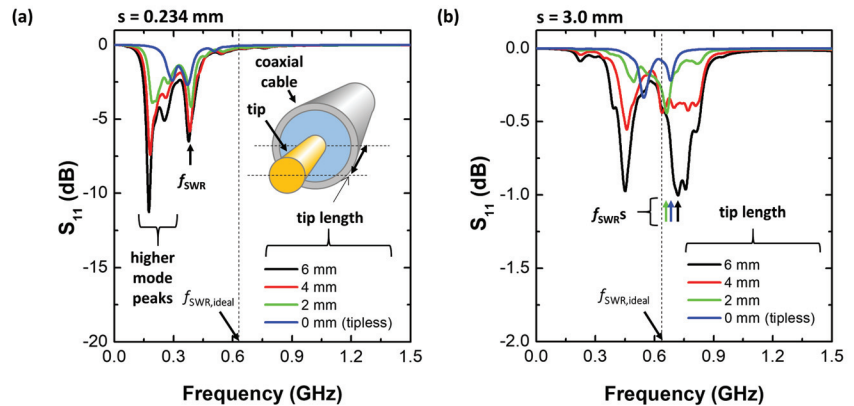 (a)
s = 0.234 mm
0
-5
-10
-15
-20
S11 (dB)
0.0
0.3
0.6
0.9
1.2
1.5
Frequency (GHz)
coaxial
cable
tip
fSWR
higher
mode
peaks
fSWR,ideal
tip length
6 mm
4 mm
2 mm
0 mm (tipless)
(b)
s = 3.0 mm
0.0
-0.5
-1.0
-1.5
-2.0
S11 (dB)
0.0
0.3
0.6
0.9
1.2
1.5
Frequency (GHz)
fSWRs
fSWR,ideal
tip length
6 mm
4 mm
2 mm
0 mm (tipless)